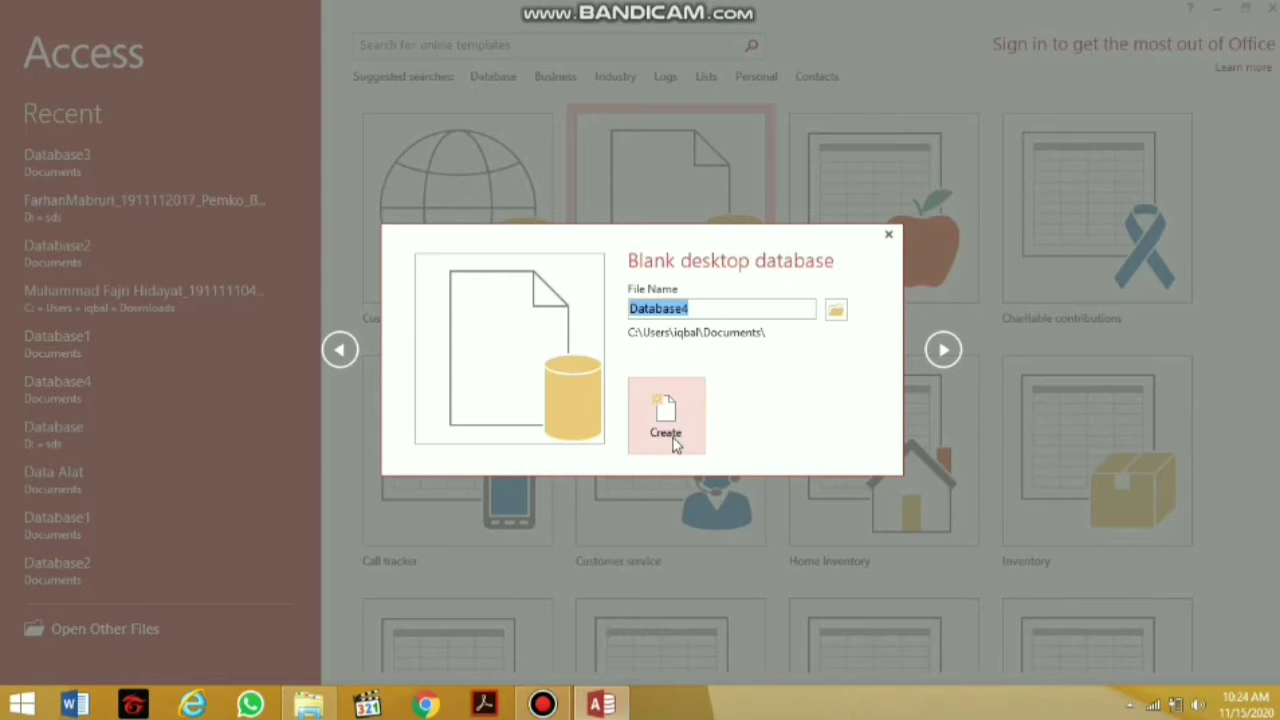 www.BANDICAM.com
Access
Search for online templates
Sign in to get the most out of Office
Learn more
Suggested searches: Database Business Industry Logs Lists Personal Contacts
Recent
Database3
Documents
FarhanMabruri_1911112017_Pemko_B...
D: » sds
Database2
Documents
Muhammad Fajri Hidayat_191111104...
C: » Users » iqbal » Downloads
Database1
Documents
Database4
Documents
Database
D: » sds
Data Alat
Documents
Database1
Documents
Database2
Documents
Open Other Files
Blank desktop database
File Name
Database4
C:\Users\iqbal\Documents\
Create
Cus
Charitable contributions
Call tracker
Customer service
Home Inventory
Inventory
10:24 AM
11/15/2020